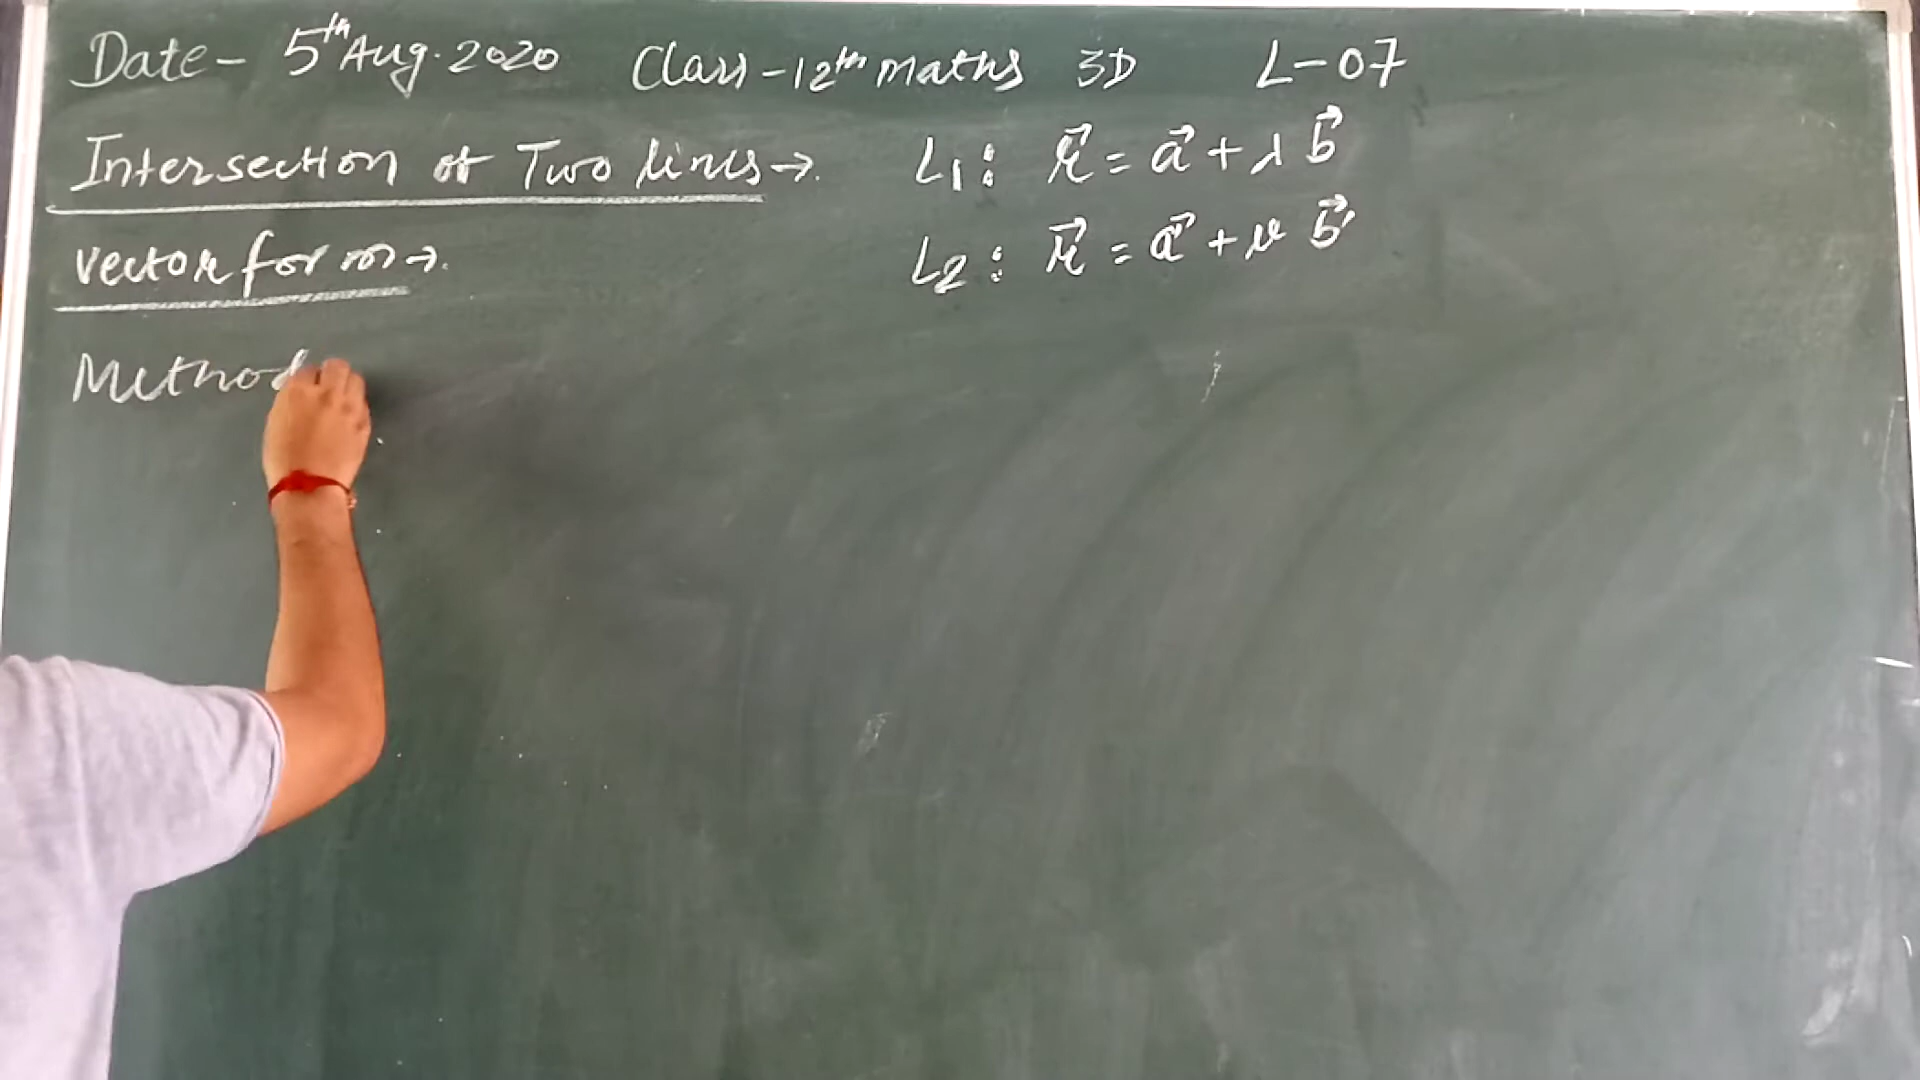 Date - 5th Aug. 2020 Class - 12th maths 3D L-07
Intersection of Two lines →. L₁ : r⃗ = a⃗ + λ b⃗
Vector form →. L₂ : r⃗ = a⃗' + μ b⃗'
Method